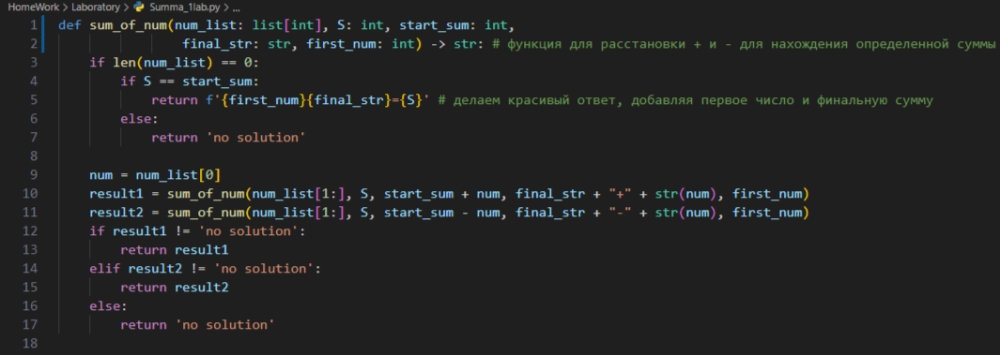 HomeWork > Laboratory > Summa_1lab.py > ...
1 def sum_of_num(num_list: list[int], S: int, start_sum: int,
2 final_str: str, first_num: int) -> str: # функция для расстановки + и - для нахождения определенной суммы
3 if len(num_list) == 0:
4 if S == start_sum:
5 return f'{first_num}{final_str}={S}' # делаем красивый ответ, добавляя первое число и финальную сумму
6 else:
7 return 'no solution'
8
9 num = num_list[0]
10 result1 = sum_of_num(num_list[1:], S, start_sum + num, final_str + "+" + str(num), first_num)
11 result2 = sum_of_num(num_list[1:], S, start_sum - num, final_str + "-" + str(num), first_num)
12 if result1 != 'no solution':
13 return result1
14 elif result2 != 'no solution':
15 return result2
16 else:
17 return 'no solution'
18